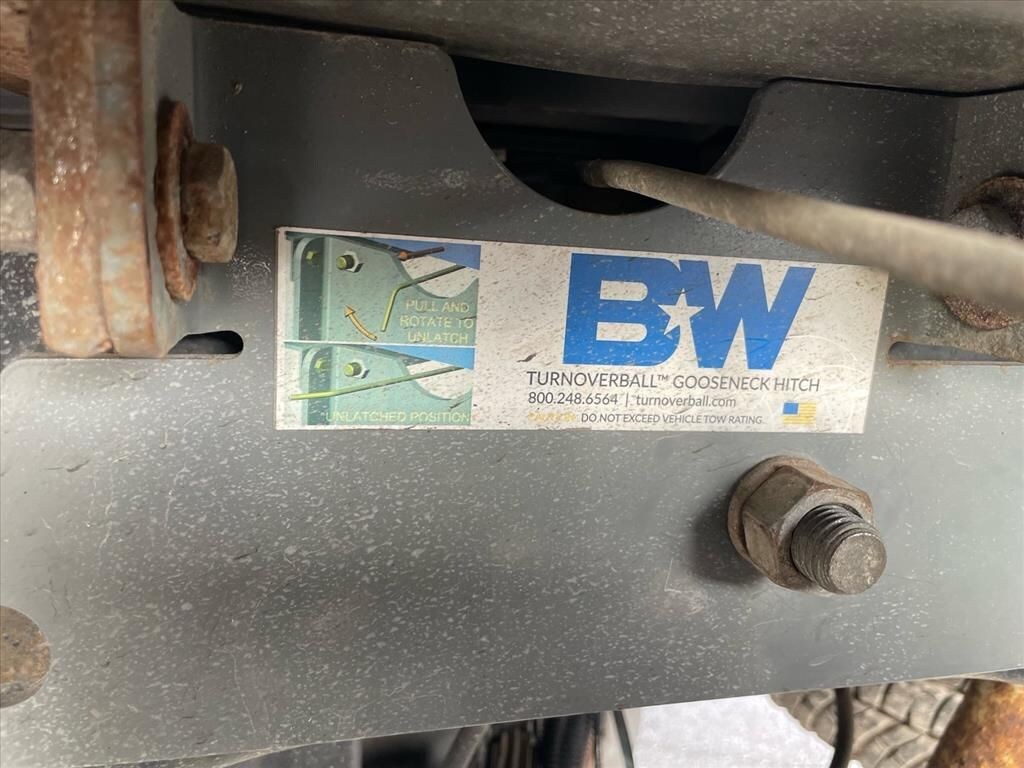 PULL AND
ROTATE TO
UNLATCH
UNLATCHED POSITION
B★W
TURNOVERBALL™ GOOSENECK HITCH
800.248.6564 | turnoverball.com
CAUTION: DO NOT EXCEED VEHICLE TOW RATING.